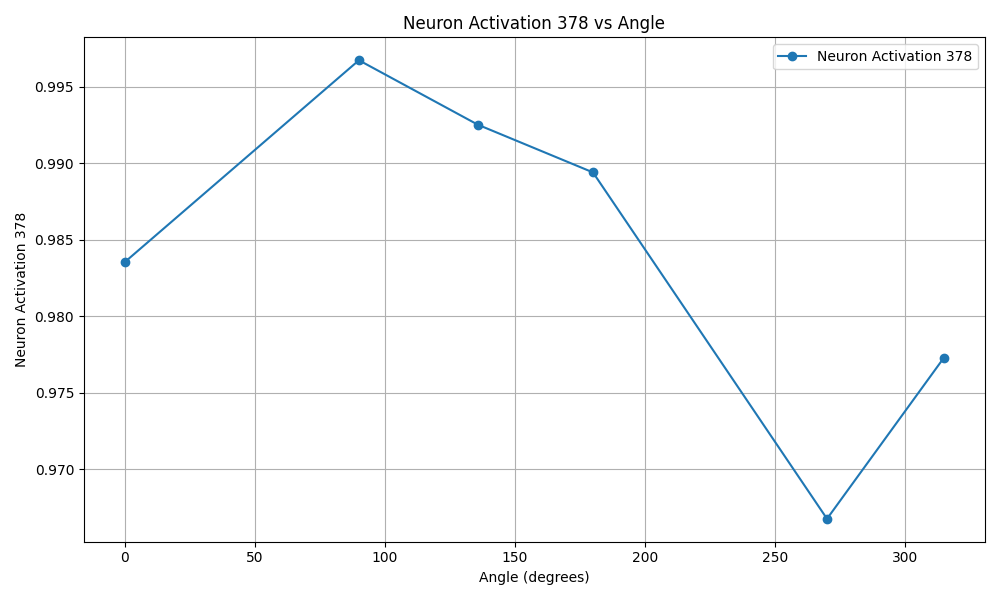 Neuron Activation 378 vs Angle
Neuron Activation 378
0.995
0.990
0.985
0.980
0.975
0.970
Neuron Activation 378
0 50 100 150 200 250 300
Angle (degrees)